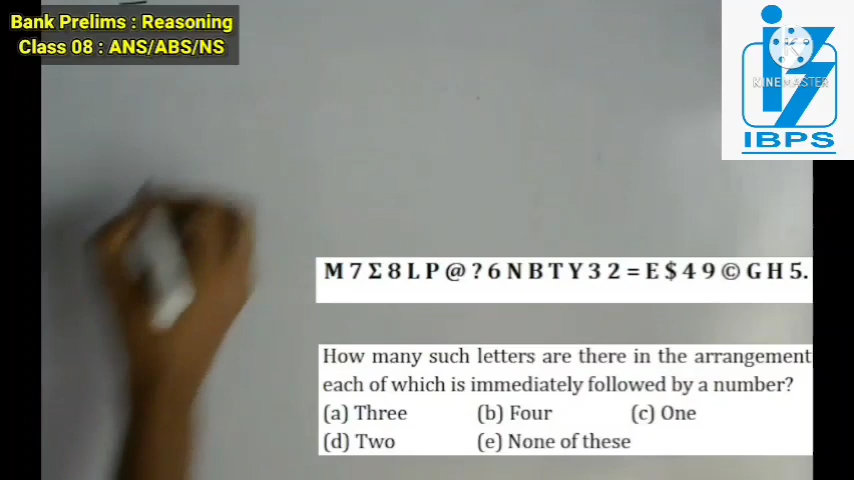 Bank Prelims : Reasoning
Class 08 : ANS/ABS/NS
KINEMASTER
IBPS
M 7 Σ 8 L P @ ? 6 N B T Y 3 2 = E $ 4 9 © G H 5.
How many such letters are there in the arrangement
each of which is immediately followed by a number?
(a) Three (b) Four (c) One
(d) Two (e) None of these